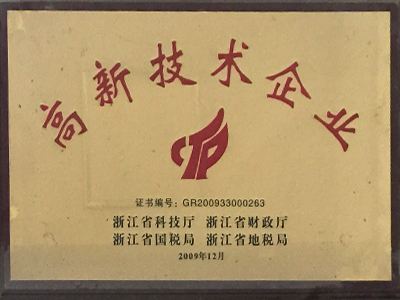 高新技术企业
证书编号：GR200933000263
浙江省科技厅 浙江省财政厅
浙江省国税局 浙江省地税局
2009年12月